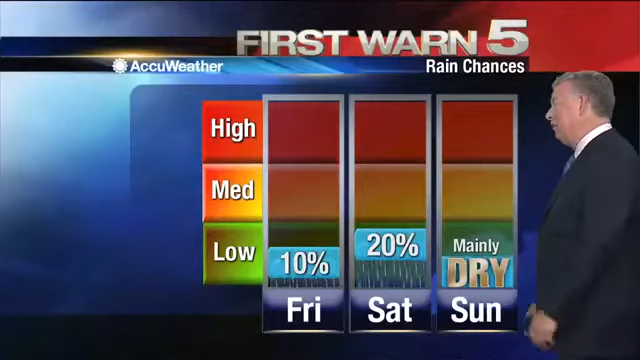 FIRST WARN 5
AccuWeather
Rain Chances
High
Med
Low
10%
20%
Mainly
DRY
Fri
Sat
Sun